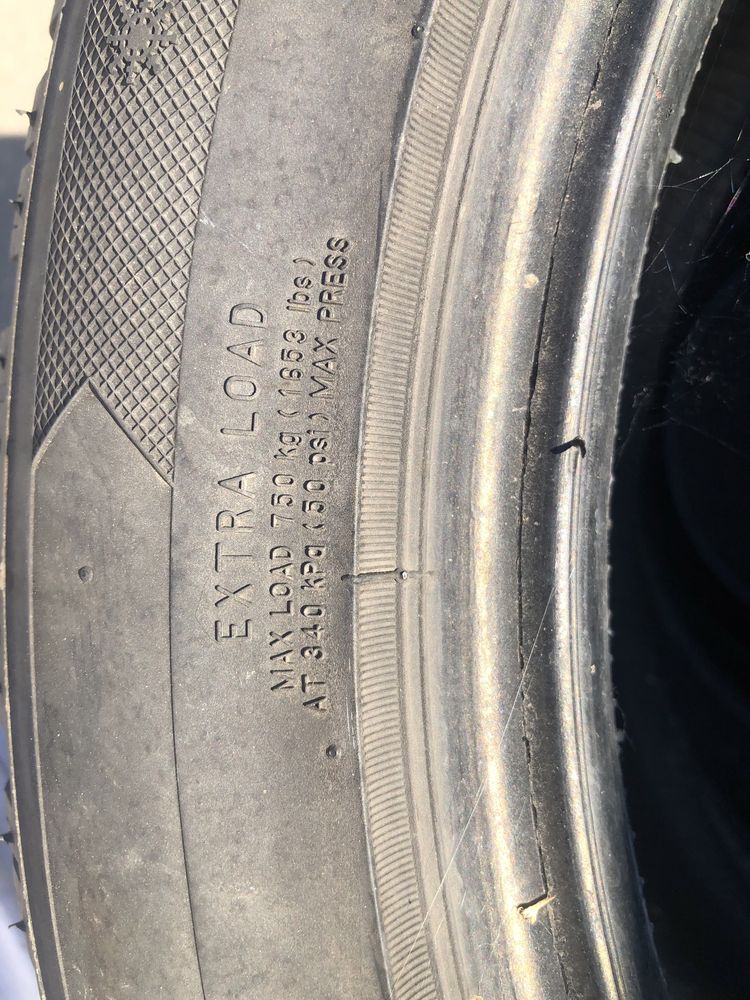 EXTRA LOAD
MAX LOAD 750 kg (1653 lbs)
AT 340 kPa (50 psi) MAX PRESS